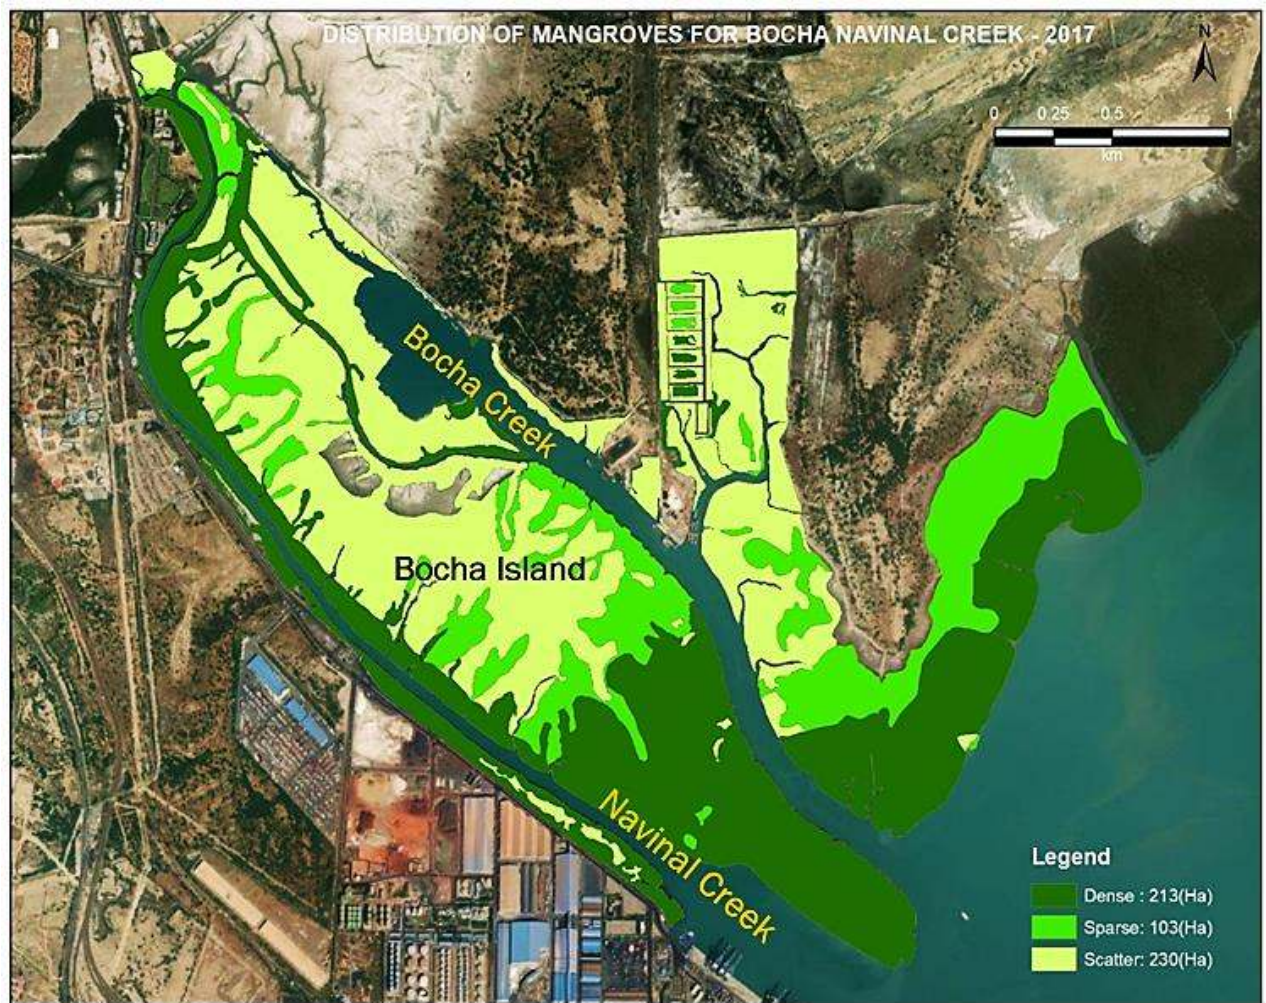 DISTRIBUTION OF MANGROVES FOR BOCHA NAVINAL CREEK - 2017
N
0 0.25 0.5 1
km
Bocha Creek
Bocha Island
Navinal Creek
Legend
Dense : 213(Ha)
Sparse: 103(Ha)
Scatter: 230(Ha)